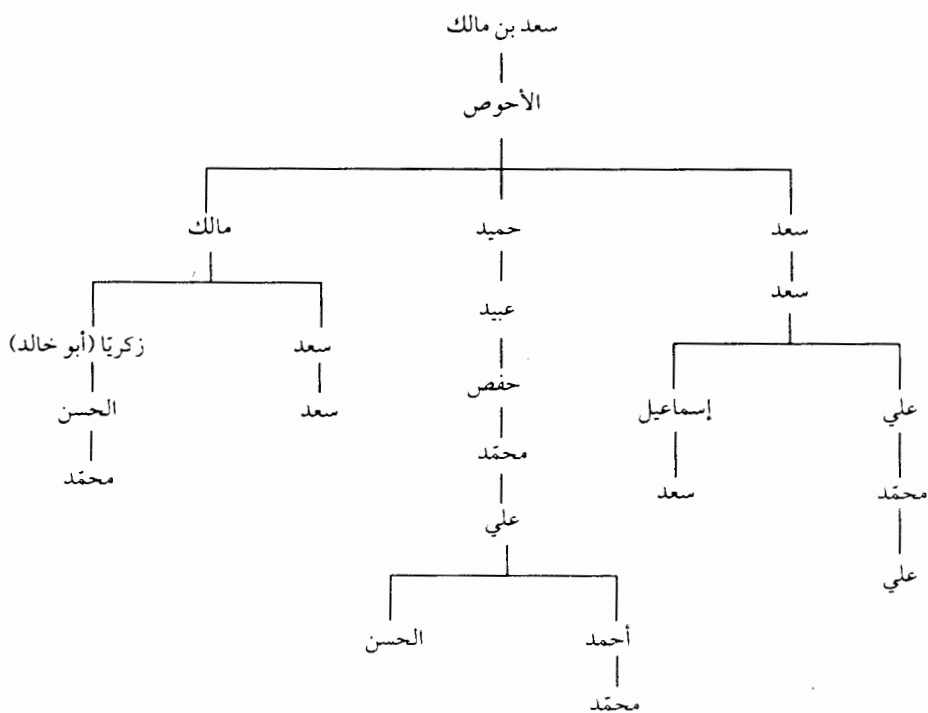 سعد بن مالك
الأحوص
سعد
حميد
مالك
سعد
عبيد
سعد
زكريّا (أبو خالد)
حفص
علي
إسماعيل
سعد
الحسن
محمّد
محمّد
سعد
محمّد
علي
علي
أحمد
الحسن
محمّد